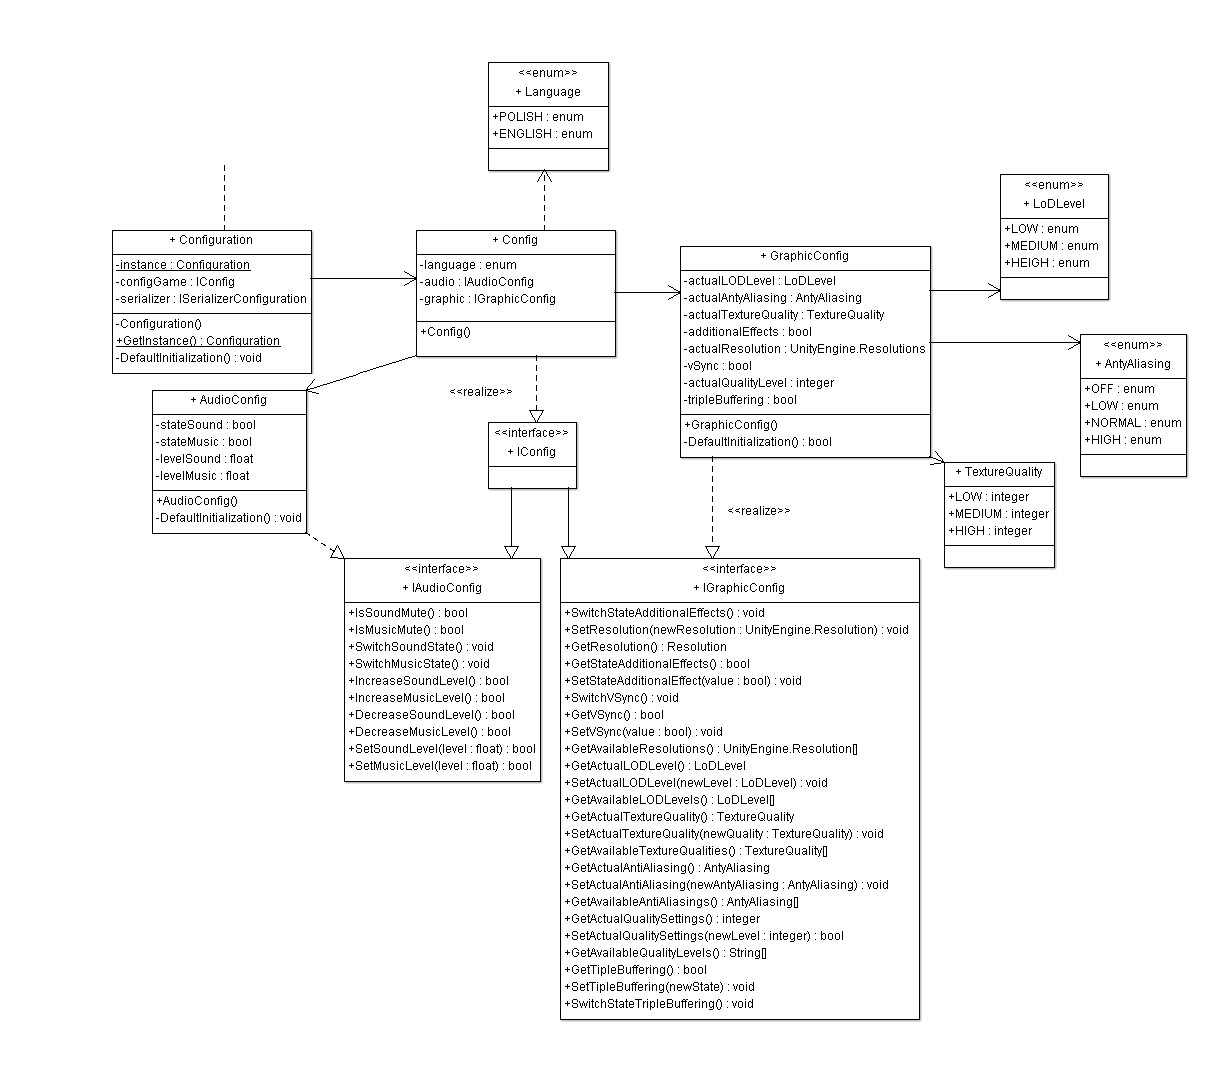 <<enum>>
+ Language
+POLISH : enum
+ENGLISH : enum
+ Configuration
-instance : Configuration
-configGame : IConfig
-serializer : ISerializerConfiguration
-Configuration()
+GetInstance() : Configuration
-DefaultInitialization() : void
+ Config
-language : enum
-audio : IAudioConfig
-graphic : IGraphicConfig
+Config()
+ GraphicConfig
-actualLODLevel : LoDLevel
-actualAntyAliasing : AntyAliasing
-actualTextureQuality : TextureQuality
-additionalEffects : bool
-actualResolution : UnityEngine.Resolutions
-vSync : bool
-actualQualityLevel : integer
-tripleBuffering : bool
+GraphicConfig()
-DefaultInitialization() : bool
<<enum>>
+ LoDLevel
+LOW : enum
+MEDIUM : enum
+HEIGH : enum
<<enum>>
+ AntyAliasing
+OFF : enum
+LOW : enum
+NORMAL : enum
+HIGH : enum
+ AudioConfig
-stateSound : bool
-stateMusic : bool
-levelSound : float
-levelMusic : float
+AudioConfig()
-DefaultInitialization() : void
<<realize>>
<<interface>>
+ IConfig
+ TextureQuality
+LOW : integer
+MEDIUM : integer
+HIGH : integer
<<realize>>
<<interface>>
+ IAudioConfig
+IsSoundMute() : bool
+IsMusicMute() : bool
+SwitchSoundState() : void
+SwitchMusicState() : void
+IncreaseSoundLevel() : bool
+IncreaseMusicLevel() : bool
+DecreaseSoundLevel() : bool
+DecreaseMusicLevel() : bool
+SetSoundLevel(level : float) : bool
+SetMusicLevel(level : float) : bool
<<interface>>
+ IGraphicConfig
+SwitchStateAdditionalEffects() : void
+SetResolution(newResolution : UnityEngine.Resolution) : void
+GetResolution() : Resolution
+GetStateAdditionalEffects() : bool
+SetStateAdditionalEffect(value : bool) : void
+SwitchVSync() : void
+GetVSync() : bool
+SetVSync(value : bool) : void
+GetAvailableResolutions() : UnityEngine.Resolution[]
+GetActualLODLevel() : LoDLevel
+SetActualLODLevel(newLevel : LoDLevel) : void
+GetAvailableLODLevels() : LoDLevel[]
+GetActualTextureQuality() : TextureQuality
+SetActualTextureQuality(newQuality : TextureQuality) : void
+GetAvailableTextureQualities() : TextureQuality[]
+GetActualAntiAliasing() : AntyAliasing
+SetActualAntiAliasing(newAntyAliasing : AntyAliasing) : void
+GetAvailableAntiAliasings() : AntyAliasing[]
+GetActualQualitySettings() : integer
+SetActualQualitySettings(newLevel : integer) : bool
+GetAvailableQualityLevels() : String[]
+GetTipleBuffering() : bool
+SetTipleBuffering(newState) : void
+SwitchStateTripleBuffering() : void